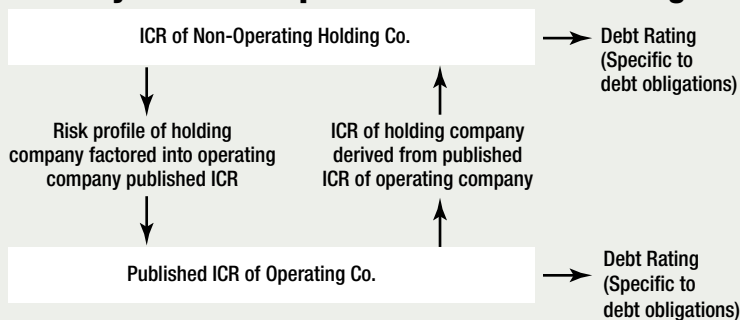 ICR of Non-Operating Holding Co.
Debt Rating
(Specific to
debt obligations)
Risk profile of holding
company factored into operating
company published ICR
ICR of holding company
derived from published
ICR of operating company
Published ICR of Operating Co.
Debt Rating
(Specific to
debt obligations)